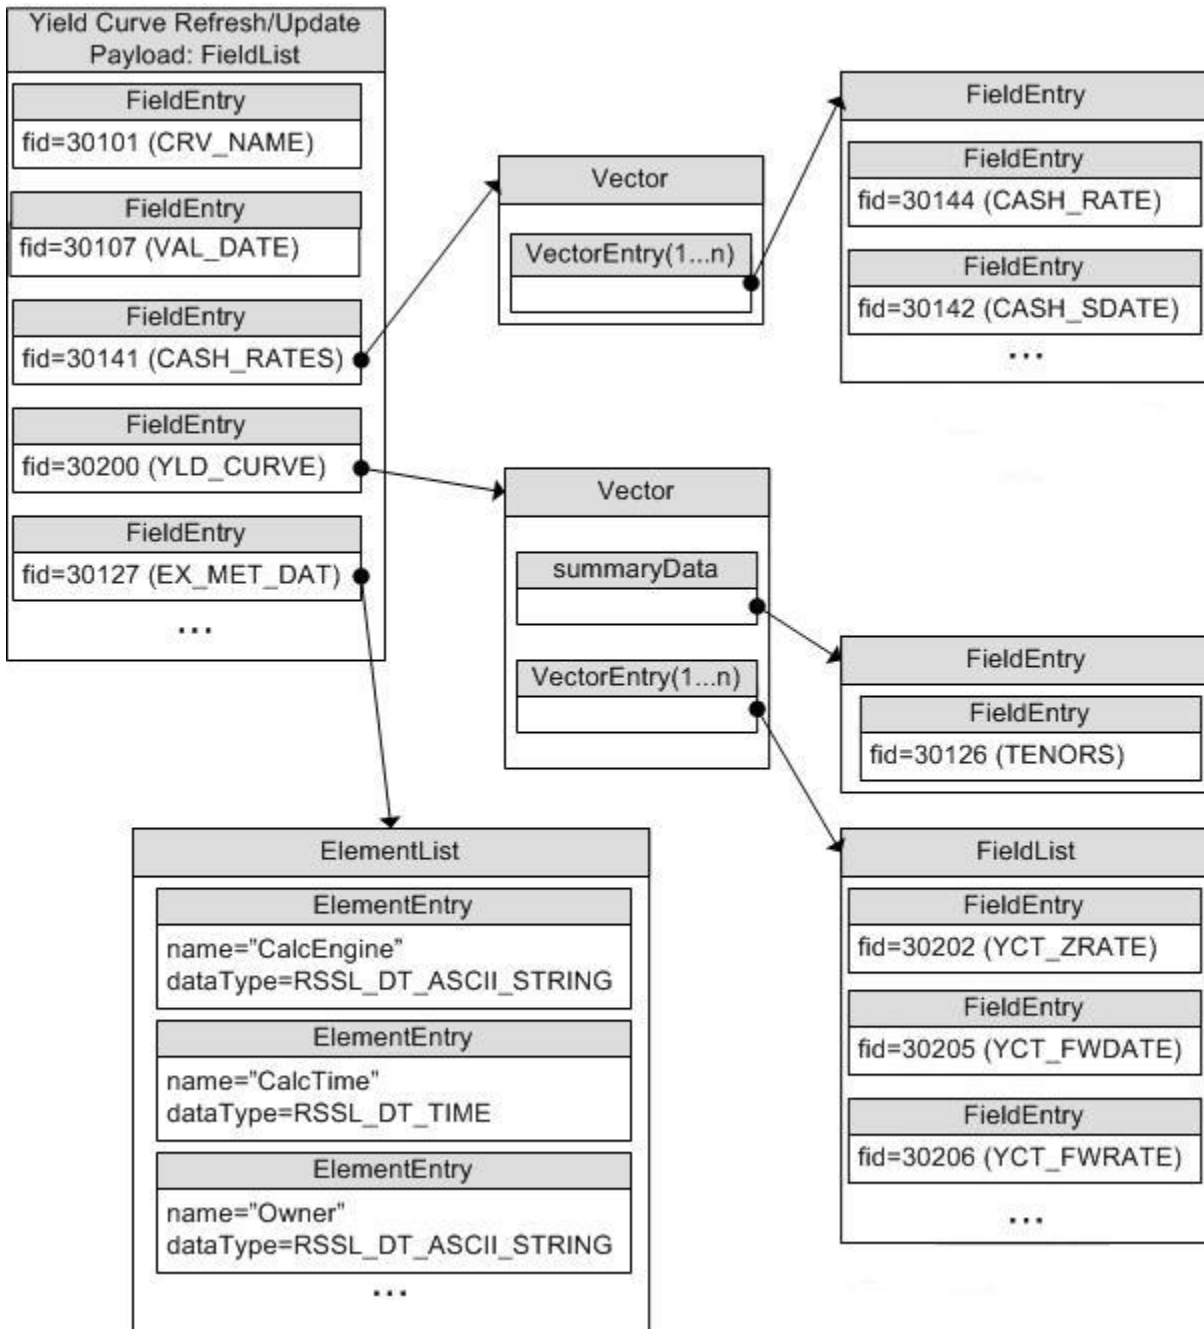 Yield Curve Refresh/Update
Payload: FieldList
FieldEntry
fid=30101 (CRV_NAME)
FieldEntry
fid=30107 (VAL_DATE)
FieldEntry
fid=30141 (CASH_RATES)
FieldEntry
fid=30200 (YLD_CURVE)
FieldEntry
fid=30127 (EX_MET_DAT)
...
Vector
VectorEntry(1...n)
FieldEntry
FieldEntry
fid=30144 (CASH_RATE)
FieldEntry
fid=30142 (CASH_SDATE)
...
Vector
summaryData
VectorEntry(1...n)
FieldEntry
FieldEntry
fid=30126 (TENORS)
FieldList
FieldEntry
fid=30202 (YCT_ZRATE)
FieldEntry
fid=30205 (YCT_FWDATE)
FieldEntry
fid=30206 (YCT_FWRATE)
...
ElementList
ElementEntry
name="CalcEngine"
dataType=RSSL_DT_ASCII_STRING
ElementEntry
name="CalcTime"
dataType=RSSL_DT_TIME
ElementEntry
name="Owner"
dataType=RSSL_DT_ASCII_STRING
...